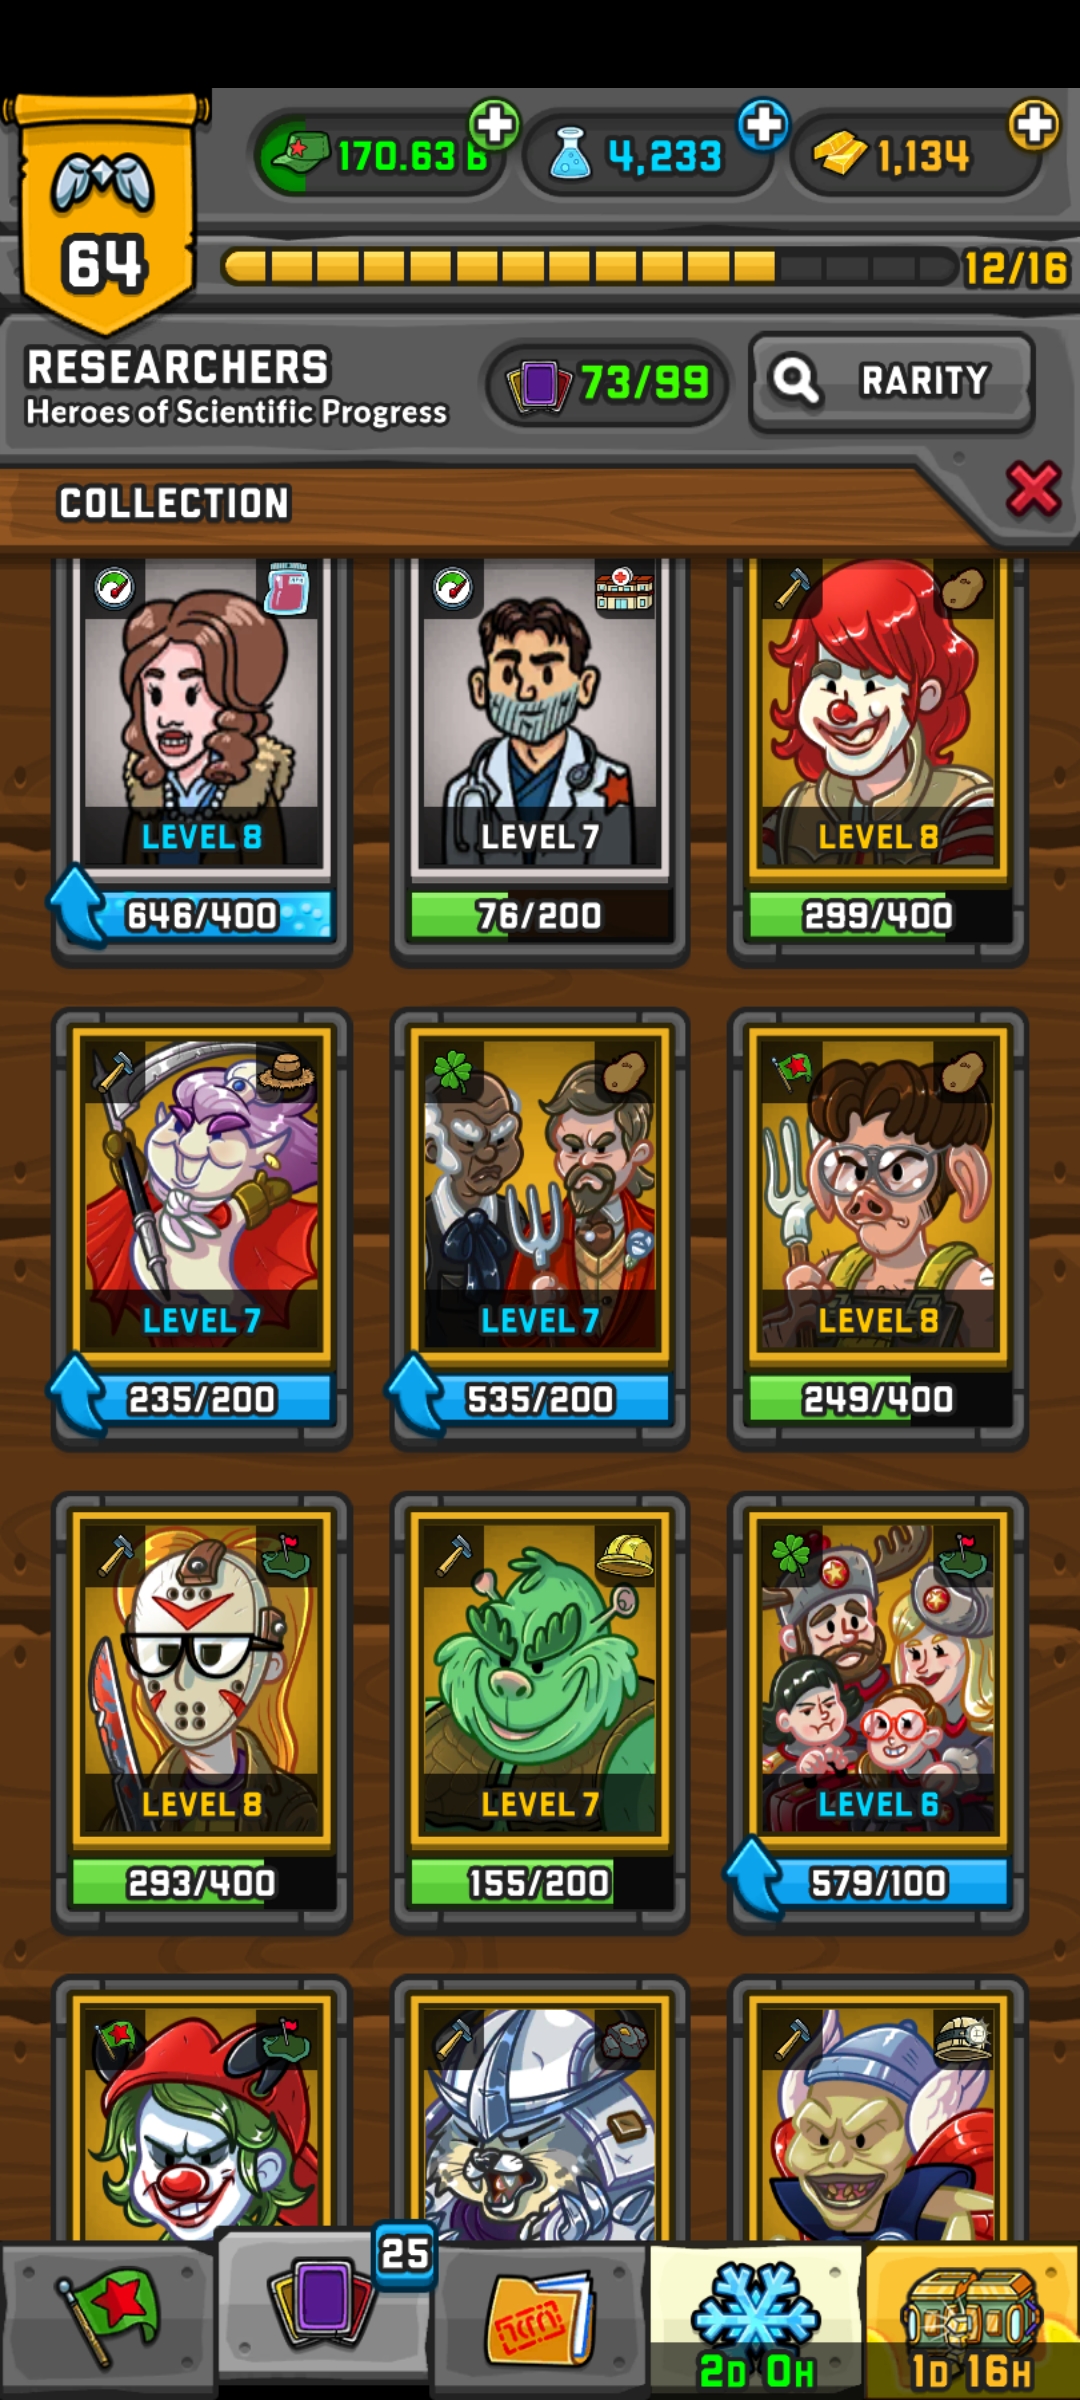 170.63 B
4,233
1,134
64
12/16
RESEARCHERS
Heroes of Scientific Progress
73/99
RARITY
COLLECTION
LEVEL 8
LEVEL 7
LEVEL 8
646/400
76/200
299/400
LEVEL 7
LEVEL 7
LEVEL 8
235/200
535/200
249/400
LEVEL 8
LEVEL 7
LEVEL 6
293/400
155/200
579/100
25
2D 0H
1D 16H